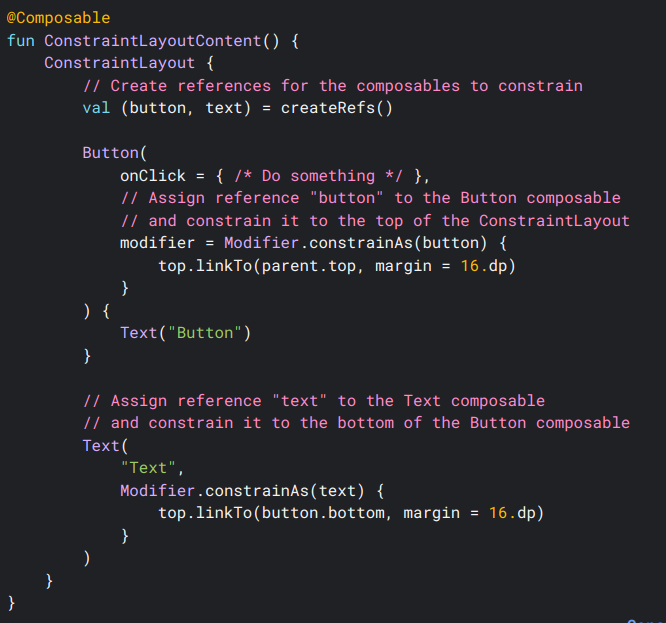 @Composable
fun ConstraintLayoutContent() {
    ConstraintLayout {
        // Create references for the composables to constrain
        val (button, text) = createRefs()

        Button(
            onClick = { /* Do something */ },
            // Assign reference "button" to the Button composable
            // and constrain it to the top of the ConstraintLayout
            modifier = Modifier.constrainAs(button) {
                top.linkTo(parent.top, margin = 16.dp)
            }
        ) {
            Text("Button")
        }

        // Assign reference "text" to the Text composable
        // and constrain it to the bottom of the Button composable
        Text(
            "Text",
            Modifier.constrainAs(text) {
                top.linkTo(button.bottom, margin = 16.dp)
            }
        )
    }
}